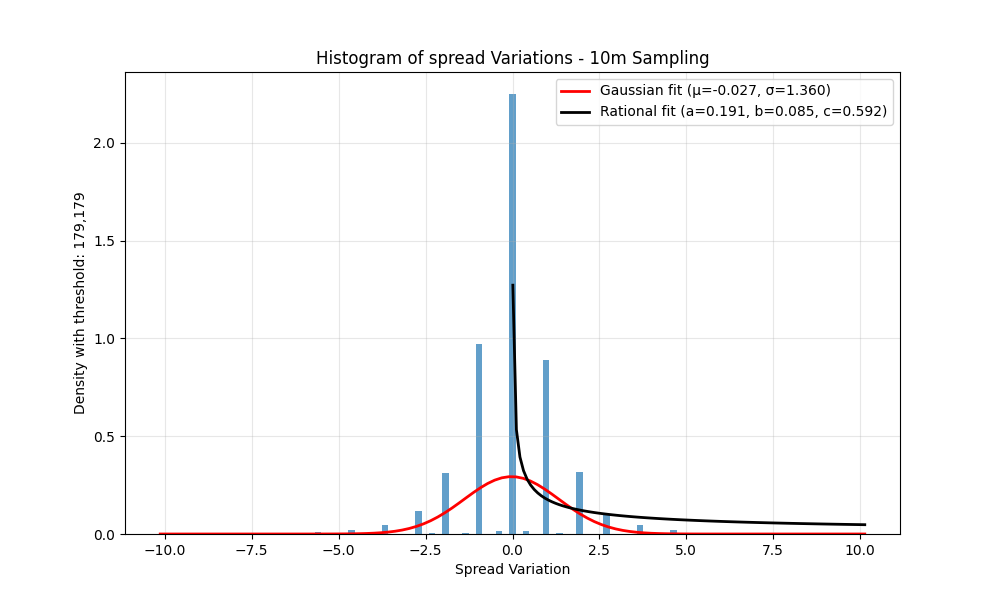 Histogram of spread Variations - 10m Sampling
Gaussian fit (μ=-0.027, σ=1.360)
Rational fit (a=0.191, b=0.085, c=0.592)
Density with threshold: 179,179
2.0
1.5
1.0
0.5
0.0
−10.0 −7.5 −5.0 −2.5 0.0 2.5 5.0 7.5 10.0
Spread Variation